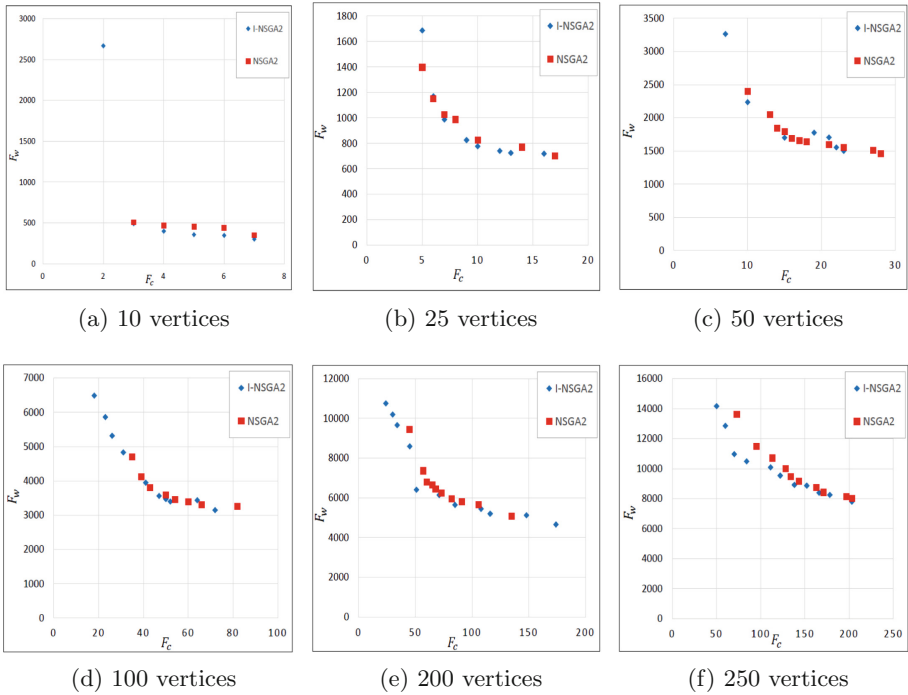 3000
2500
2000
1500
1000
500
0
0 2 4 6 8
F_w
F_c
I-NSGA2
NSGA2
(a) 10 vertices
1800
1600
1400
1200
1000
800
600
400
200
0
0 5 10 15 20
F_w
F_c
I-NSGA2
NSGA2
(b) 25 vertices
3500
3000
2500
2000
1500
1000
500
0
0 10 20 30
F_w
F_c
I-NSGA2
NSGA2
(c) 50 vertices
7000
6000
5000
4000
3000
2000
1000
0
0 20 40 60 80 100
F_w
F_c
I-NSGA2
NSGA2
(d) 100 vertices
12000
10000
8000
6000
4000
2000
0
0 50 100 150 200
F_w
F_c
I-NSGA2
NSGA2
(e) 200 vertices
16000
14000
12000
10000
8000
6000
4000
2000
0
0 50 100 150 200 250
F_w
F_c
I-NSGA2
NSGA2
(f) 250 vertices